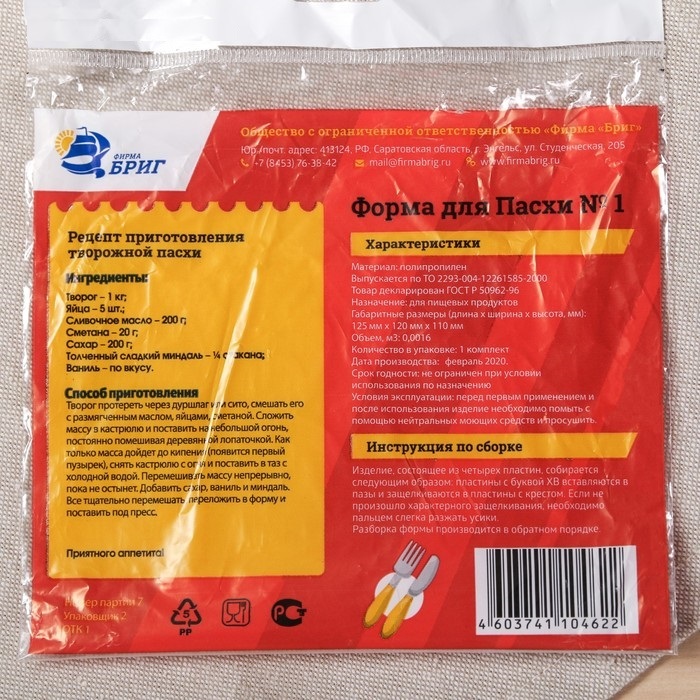 ФИРМА
БРИГ
Общество с ограниченной ответственностью «Фирма «Бриг»
Юр./почт. адрес: 413124, РФ, Саратовская область, г. Энгельс, ул. Студенческая, 205
+7 (8453) 76-38-42 mail@firmabrig.ru www.firmabrig.ru
Рецепт приготовления
творожной пасхи
Ингредиенты:
Творог – 1 кг;
Яйца – 5 шт.;
Сливочное масло – 200 г;
Сметана – 20 г;
Сахар – 200 г;
Толченный сладкий миндаль – ¼ стакана;
Ваниль – по вкусу.
Способ приготовления
Творог протереть через дуршлаг или сито, смешать его
с размягченным маслом, яйцами, сметаной. Сложить
массу в кастрюлю и поставить на небольшой огонь,
постоянно помешивая деревянной лопаточкой. Как
только масса дойдет до кипения (появится первый
пузырек), снять кастрюлю с огня и поставить в таз с
холодной водой. Перемешивать массу непрерывно,
пока не остынет. Добавить сахар, ваниль и миндаль.
Все тщательно перемешать, переложить в форму и
поставить под пресс.
Приятного аппетита!
Номер партии 7
Упаковщик 2
ОТК 1
5
PP
РСТ
Форма для Пасхи № 1
Характеристики
Материал: полипропилен
Выпускается по ТО 2293-004-12261585-2000
Товар декларирован ГОСТ Р 50962-96
Назначение: для пищевых продуктов
Габаритные размеры (длина х ширина х высота, мм):
125 мм х 120 мм х 110 мм
Объем, м3: 0,0016
Количество в упаковке: 1 комплект
Дата производства: февраль 2020.
Срок годности: не ограничен при условии
использования по назначению
Условия эксплуатации: перед первым применением и
после использования изделие необходимо помыть с
помощью нейтральных моющих средств и просушить.
Инструкция по сборке
Изделие, состоящее из четырех пластин, собирается
следующим образом: пластины с буквой ХВ вставляются в
пазы и защелкиваются в пластины с крестом. Если не
произошло характерного защелкивания, необходимо
пальцем слегка разжать усики.
Разборка формы производится в обратном порядке.
4 603741 104622